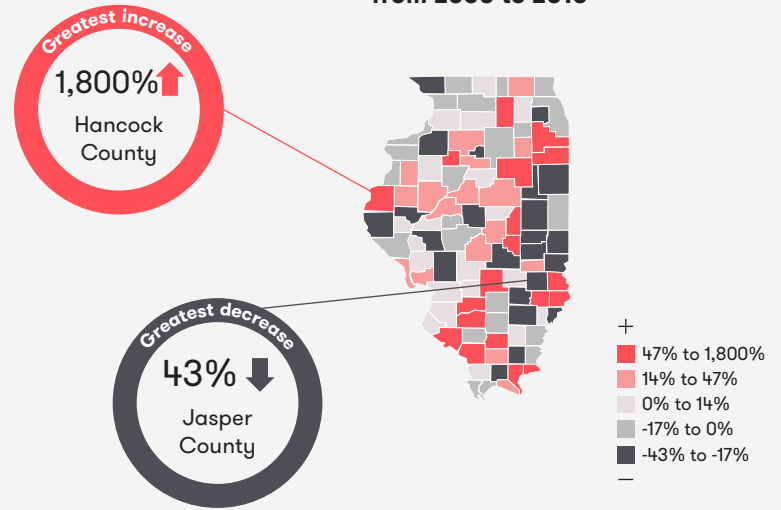 Greatest increase
1,800%
Hancock
County
Greatest decrease
43%
Jasper
County
+
47% to 1,800%
14% to 47%
0% to 14%
-17% to 0%
-43% to -17%
−